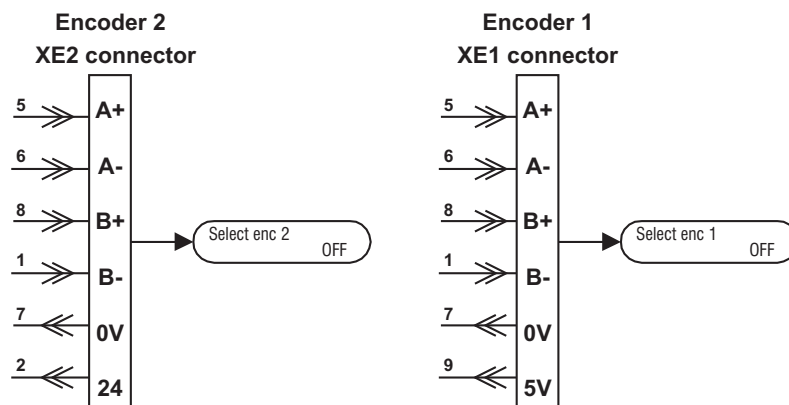 Encoder 2
XE2 connector
5 A+
6 A-
8 B+
1 B-
7 0V
2 24
Select enc 2
OFF
Encoder 1
XE1 connector
5 A+
6 A-
8 B+
1 B-
7 0V
9 5V
Select enc 1
OFF